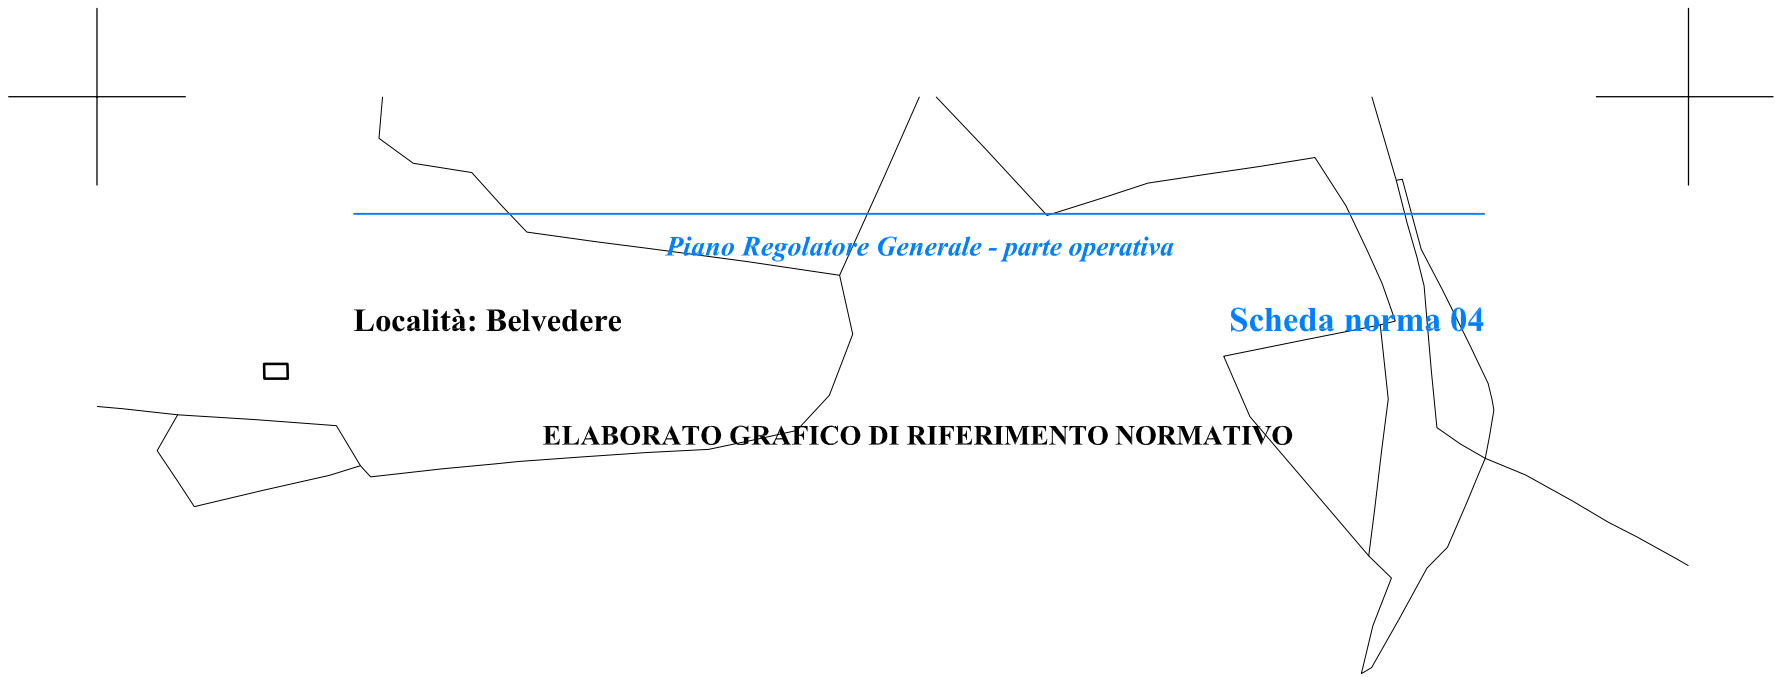 Piano Regolatore Generale - parte operativa
Località: Belvedere
Scheda norma 04
ELABORATO GRAFICO DI RIFERIMENTO NORMATIVO